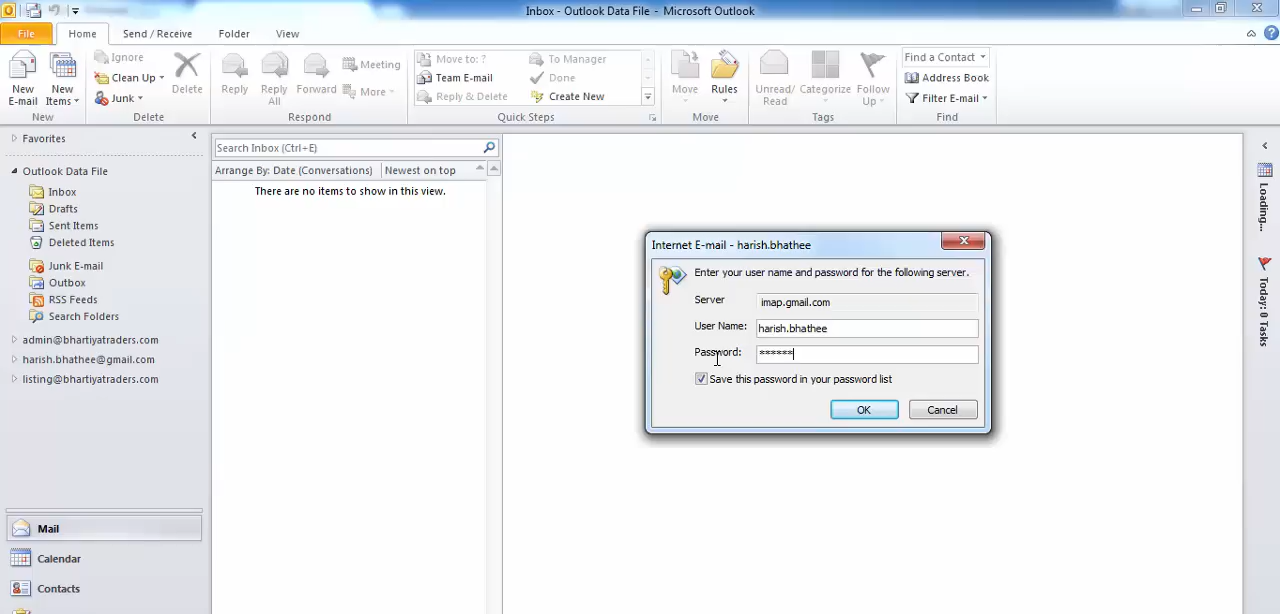 Inbox - Outlook Data File - Microsoft Outlook
File Home Send / Receive Folder View
New E-mail
New Items
New
Ignore
Clean Up
Junk
Delete
Delete
Reply
Reply All
Forward
Meeting
More
Respond
Move to: ?
Team E-mail
Reply & Delete
To Manager
Done
Create New
Quick Steps
Move
Rules
Move
Unread/ Read
Categorize
Follow Up
Tags
Find a Contact
Address Book
Filter E-mail
Find
Favorites
Outlook Data File
Inbox
Drafts
Sent Items
Deleted Items
Junk E-mail
Outbox
RSS Feeds
Search Folders
admin@bhartiyatraders.com
harish.bhathee@gmail.com
listing@bhartiyatraders.com
Mail
Calendar
Contacts
Search Inbox (Ctrl+E)
Arrange By: Date (Conversations) Newest on top
There are no items to show in this view.
Internet E-mail - harish.bhathee
Enter your user name and password for the following server.
Server imap.gmail.com
User Name: harish.bhathee
Password: ******
Save this password in your password list
OK Cancel
Loading...
Today: 0 Tasks